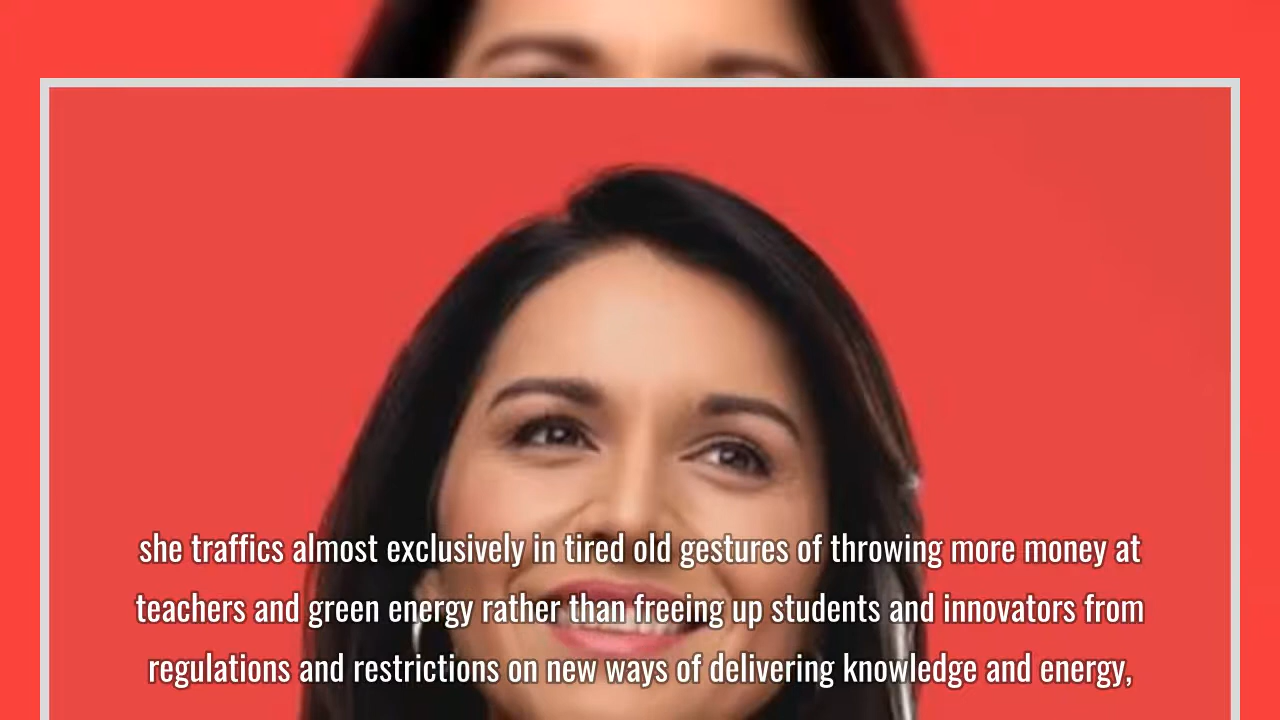 she traffics almost exclusively in tired old gestures of throwing more money at
teachers and green energy rather than freeing up students and innovators from
regulations and restrictions on new ways of delivering knowledge and energy,